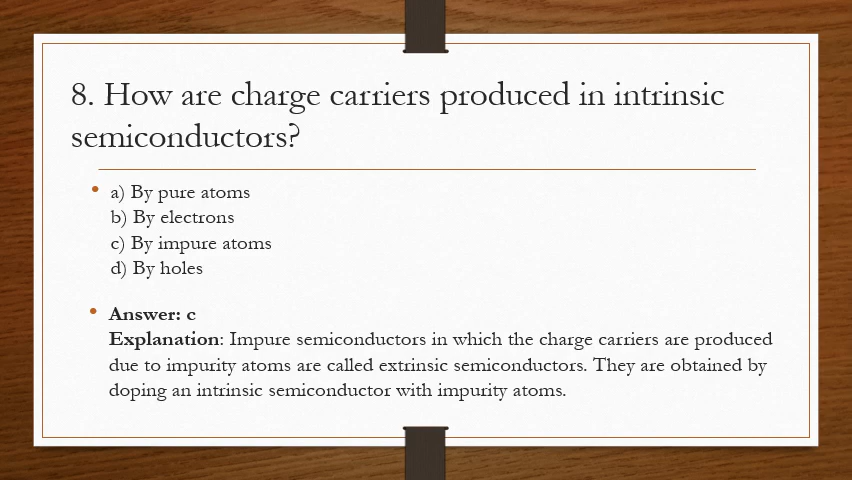 8. How are charge carriers produced in intrinsic
semiconductors?
• a) By pure atoms
b) By electrons
c) By impure atoms
d) By holes
• Answer: c
Explanation: Impure semiconductors in which the charge carriers are produced
due to impurity atoms are called extrinsic semiconductors. They are obtained by
doping an intrinsic semiconductor with impurity atoms.